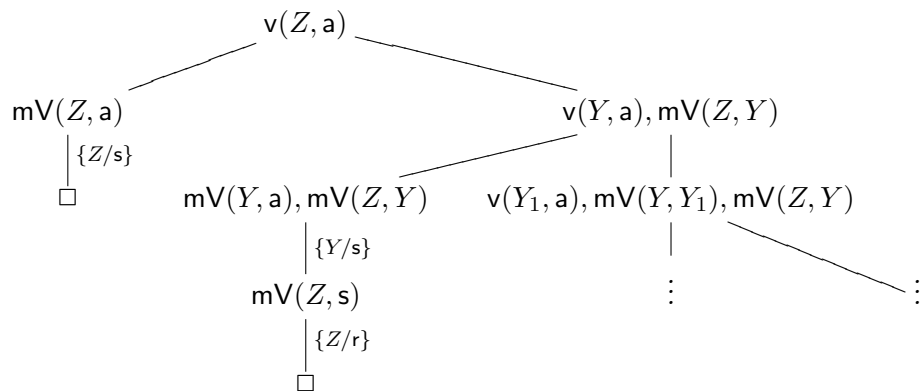 v(Z, a)
mV(Z, a) v(Y, a), mV(Z, Y)
{Z/s}
□ mV(Y, a), mV(Z, Y) v(Y₁, a), mV(Y, Y₁), mV(Z, Y)
{Y/s}
mV(Z, s) ⋮ ⋮
{Z/r}
□